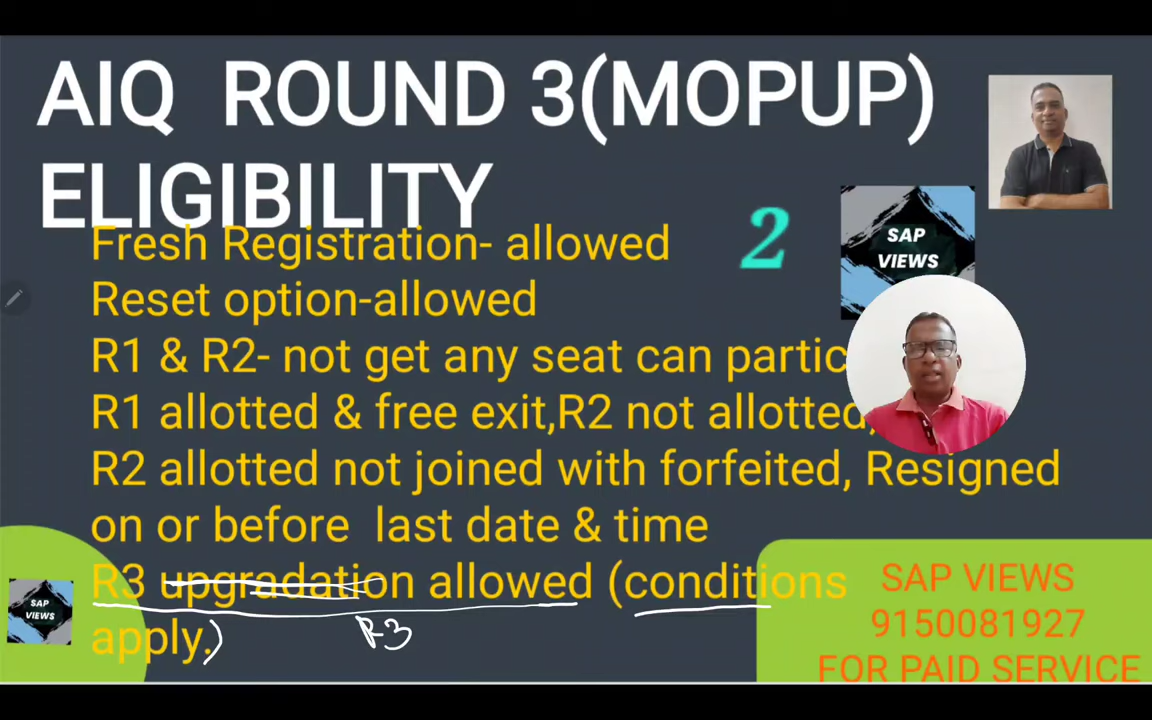 AIQ ROUND 3(MOPUP)
ELIGIBILITY
Fresh Registration- allowed
2
SAP
VIEWS
Reset option-allowed
R1 & R2- not get any seat can
R1 allotted & free exit,R2 not allotted,
R2 allotted not joined with forfeited, Resigned
on or before last date & time
R3 upgradation allowed (conditions
apply.)
R3
SAP
VIEWS
SAP VIEWS
9150081927
FOR PAID SERVICE